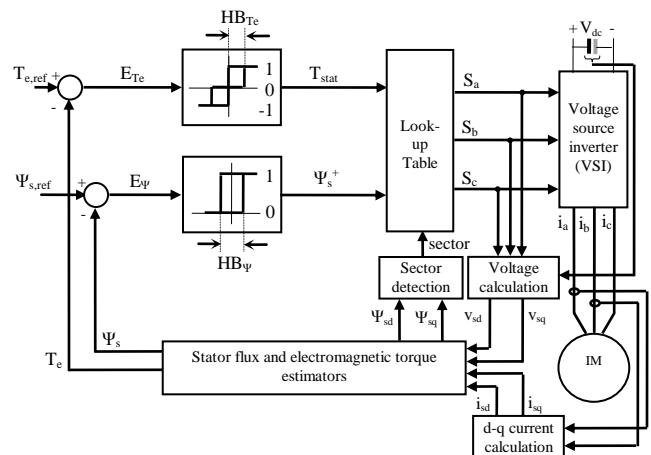 HB_Te
+ V_dc -
T_e,ref + -
E_Te
1
0
-1
T_stat
Look-up Table
S_a
S_b
S_c
Voltage
source
inverter
(VSI)
Ψ_s,ref + -
E_Ψ
1
0
Ψ_s^+
HB_Ψ
i_a i_b i_c
sector
Sector
detection
Voltage
calculation
Ψ_sd Ψ_sq
v_sd v_sq
Ψ_s
T_e
Stator flux and electromagnetic torque
estimators
IM
i_sd i_sq
d-q current
calculation